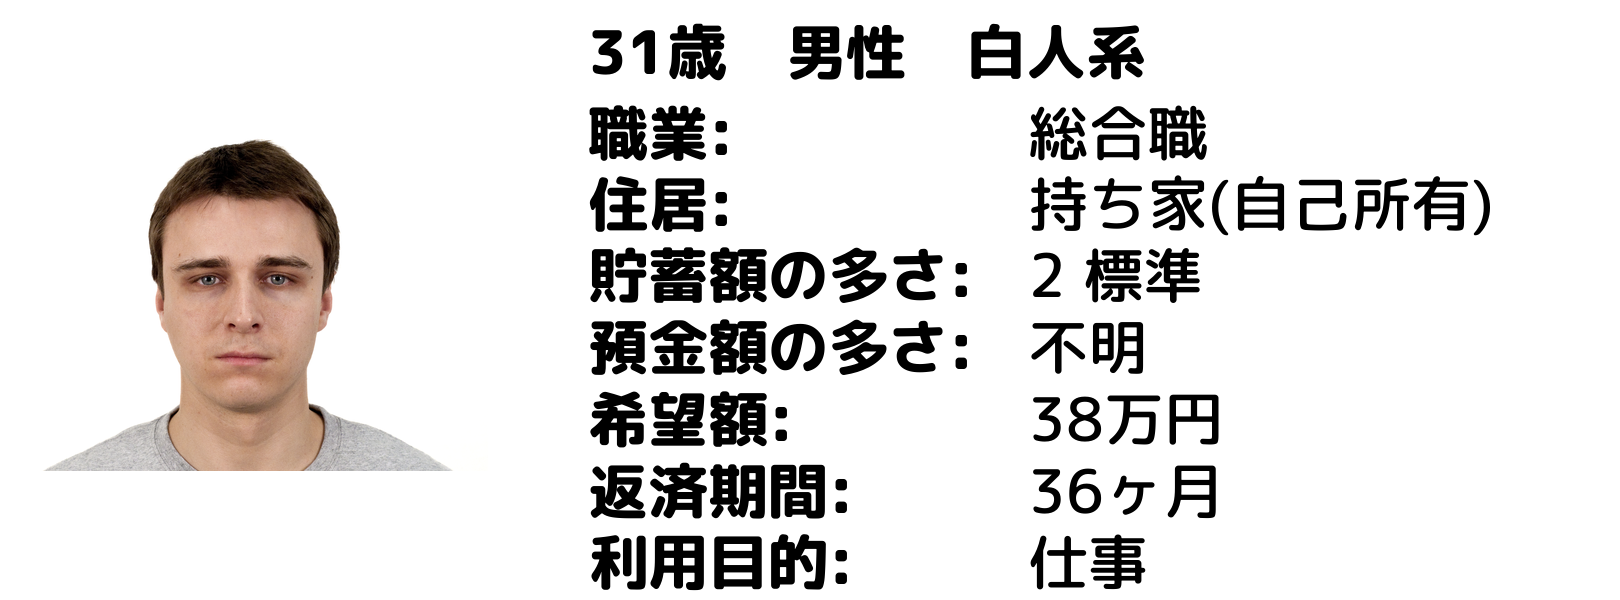 31歳　男性　白人系
職業: 総合職
住居: 持ち家(自己所有)
貯蓄額の多さ: 2 標準
預金額の多さ: 不明
希望額: 38万円
返済期間: 36ヶ月
利用目的: 仕事